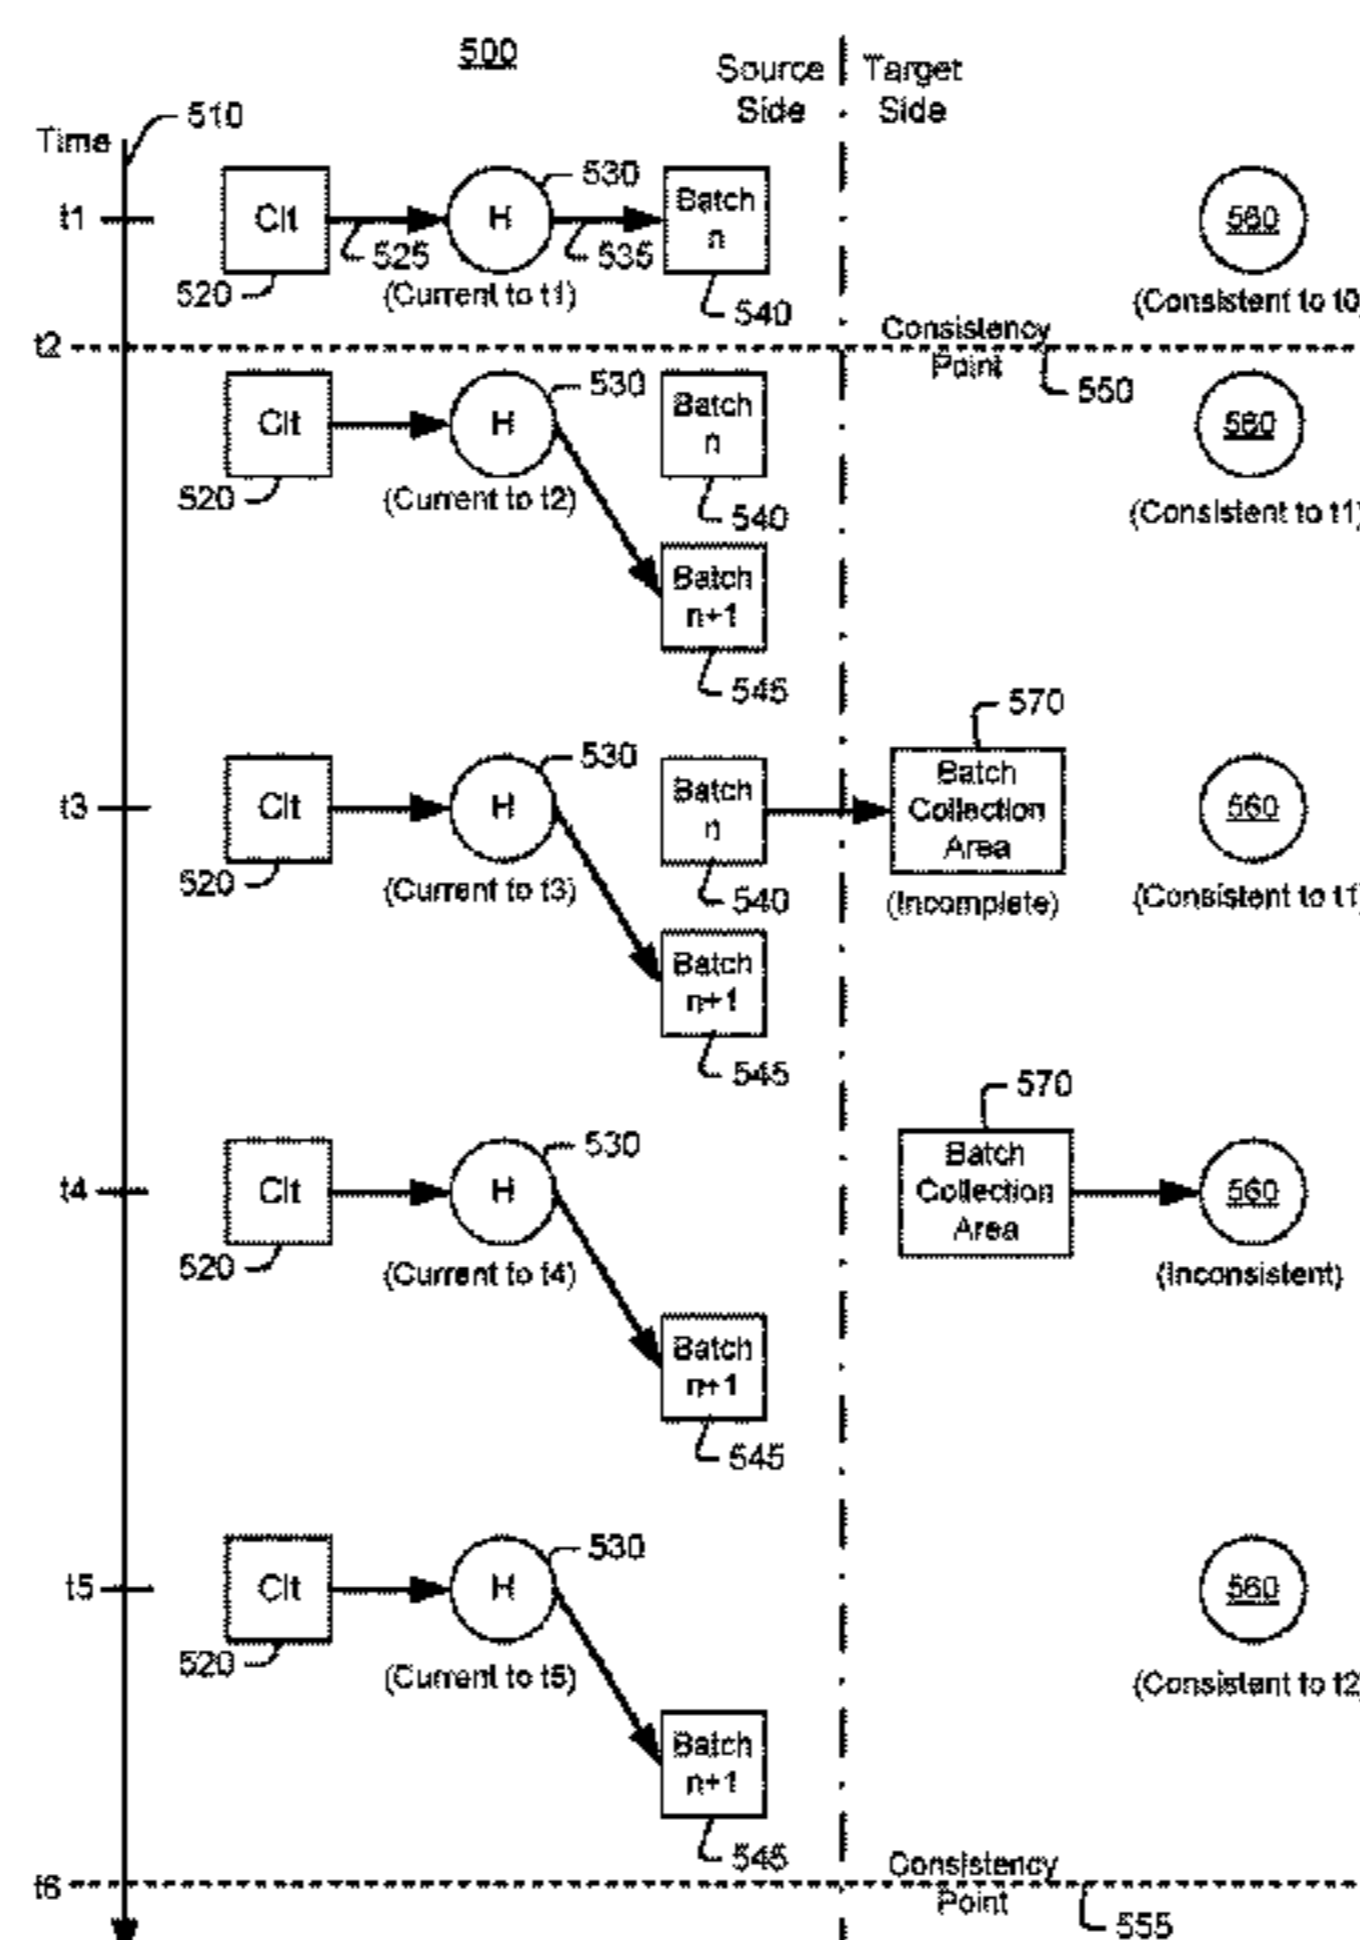 500
Source Side
Target Side
Time
510
t1
Clt
520
525
H
530
(Current to t1)
535
Batch n
540
560
(Consistent to t0)
t2
Consistency Point
550
Clt
520
H
530
(Current to t2)
Batch n
540
Batch n+1
545
560
(Consistent to t1)
t3
Clt
520
H
530
(Current to t3)
Batch n
540
Batch n+1
545
570
Batch Collection Area
(Incomplete)
560
(Consistent to t1)
t4
Clt
520
H
530
(Current to t4)
Batch n+1
545
570
Batch Collection Area
560
(Inconsistent)
t5
Clt
520
H
530
(Current to t5)
Batch n+1
545
560
(Consistent to t2)
t6
Consistency Point
555